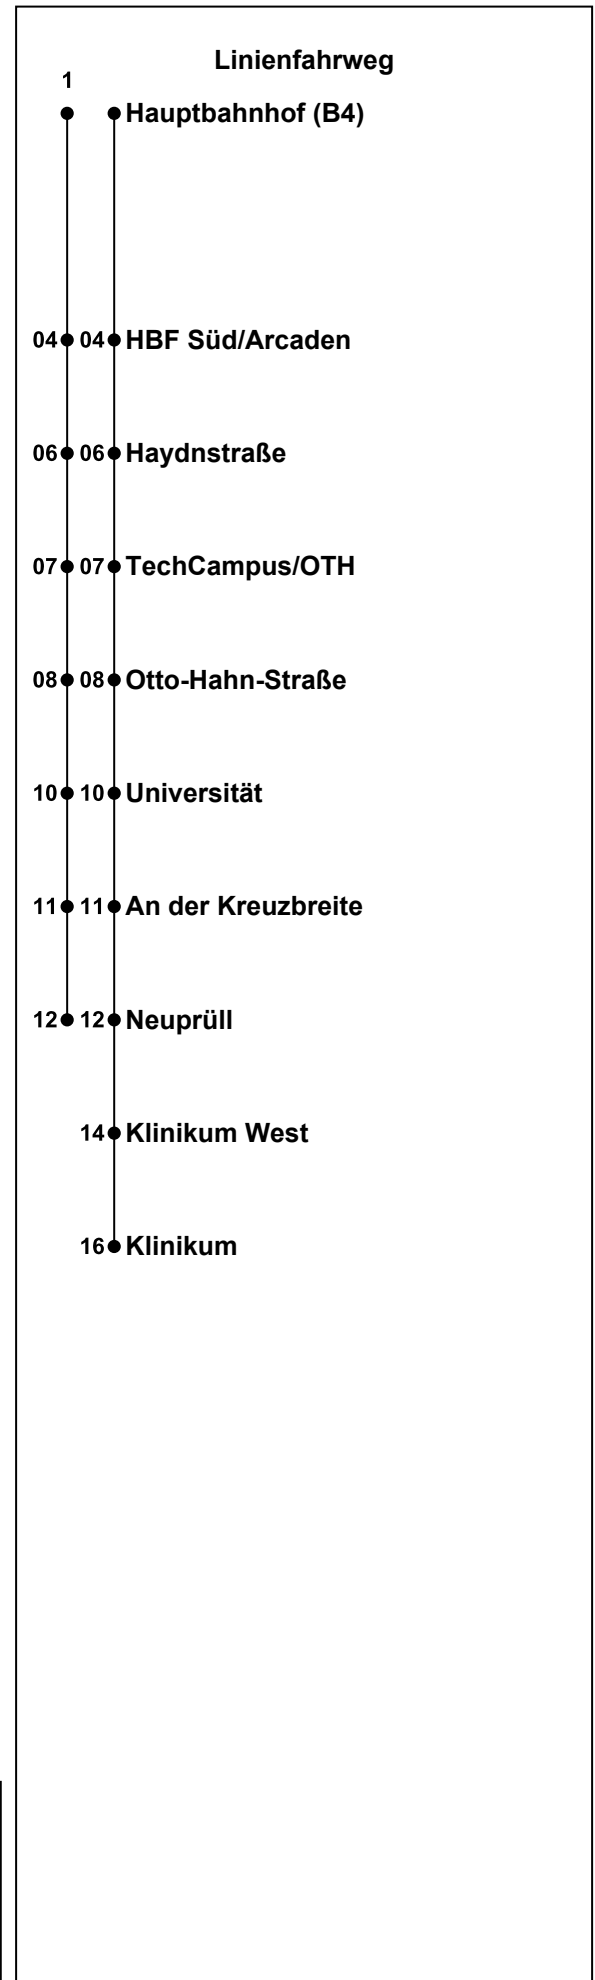 Linienfahrweg
1
Hauptbahnhof (B4)
04 04 HBF Süd/Arcaden
06 06 Haydnstraße
07 07 TechCampus/OTH
08 08 Otto-Hahn-Straße
10 10 Universität
11 11 An der Kreuzbreite
12 12 Neuprüll
14 Klinikum West
16 Klinikum